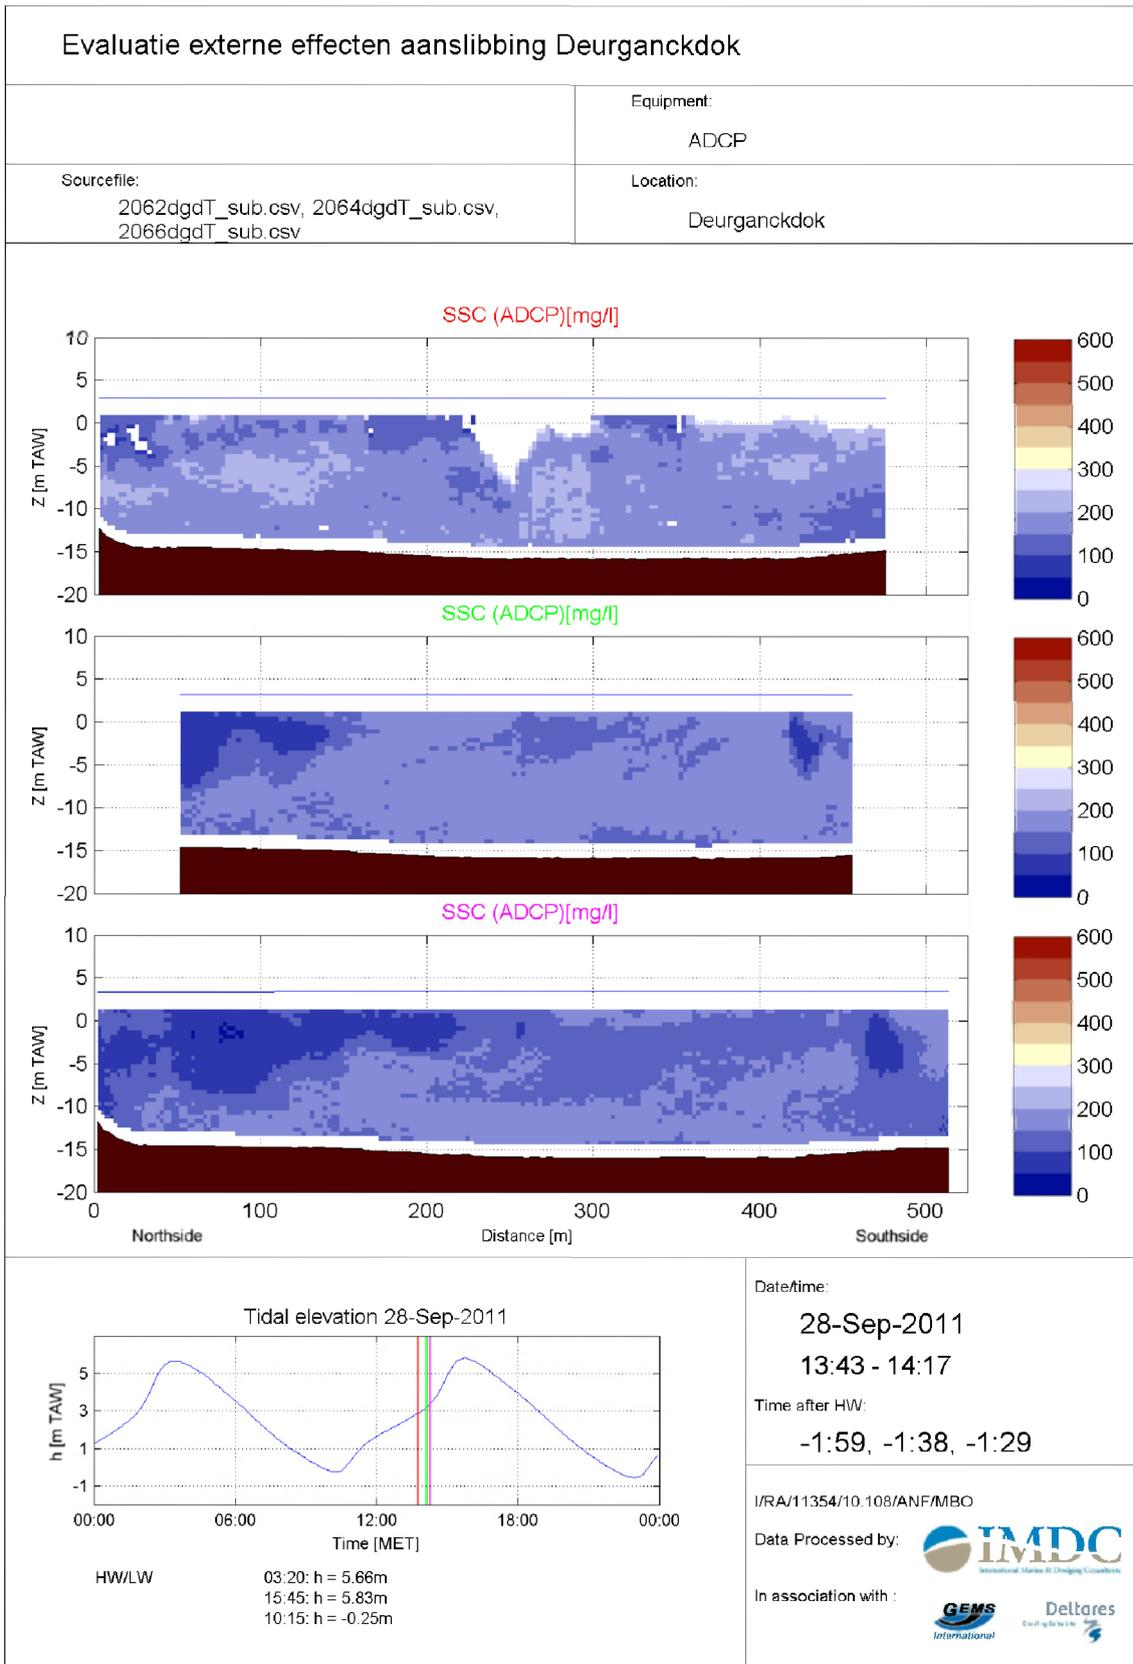 Evaluatie externe effecten aanslibbing Deurganckdok
Equipment:
ADCP
Sourcefile:
2062dgdT_sub.csv, 2064dgdT_sub.csv,
2066dgdT_sub.csv
Location:
Deurganckdok
SSC (ADCP)[mg/l]
10
5
0
-5
-10
-15
-20
Z [m TAW]
600
500
400
300
200
100
0
SSC (ADCP)[mg/l]
10
5
0
-5
-10
-15
-20
Z [m TAW]
600
500
400
300
200
100
0
SSC (ADCP)[mg/l]
10
5
0
-5
-10
-15
-20
Z [m TAW]
600
500
400
300
200
100
0
0 100 200 300 400 500
Northside Distance [m] Southside
Tidal elevation 28-Sep-2011
5
3
1
-1
h [m TAW]
00:00 06:00 12:00 18:00 00:00
Time [MET]
HW/LW 03:20: h = 5.66m
15:45: h = 5.83m
10:15: h = -0.25m
Date/time:
28-Sep-2011
13:43 - 14:17
Time after HW:
-1:59, -1:38, -1:29
I/RA/11354/10.108/ANF/MBO
Data Processed by:
IMDC
International Marine & Dredging Consultants
In association with :
GEMS
International
Deltares